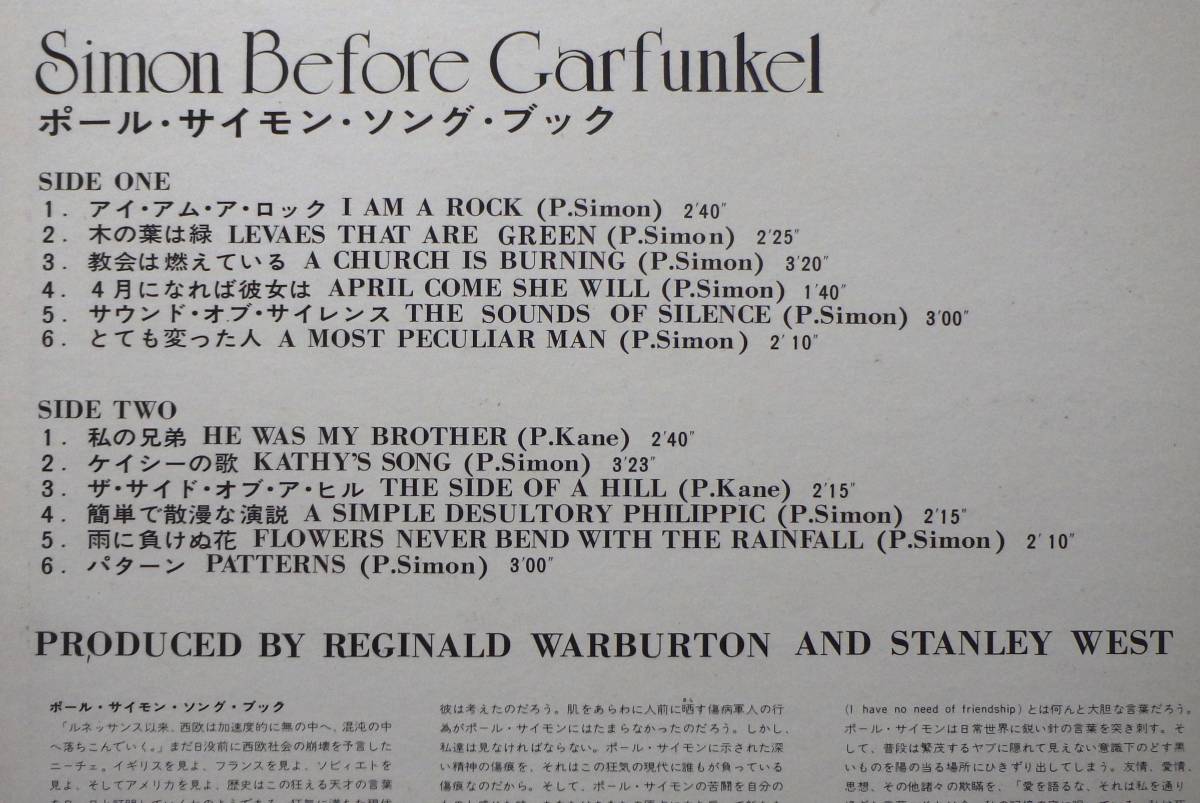 Simon Before Garfunkel
ポール・サイモン・ソング・ブック
SIDE ONE
1. アイ・アム・ア・ロック I AM A ROCK (P.Simon) 2′40″
2. 木の葉は緑 LEVAES THAT ARE GREEN (P.Simon) 2′25″
3. 教会は燃えている A CHURCH IS BURNING (P.Simon) 3′20″
4. 4月になれば彼女は APRIL COME SHE WILL (P.Simon) 1′40″
5. サウンド・オブ・サイレンス THE SOUNDS OF SILENCE (P.Simon) 3′00″
6. とても変った人 A MOST PECULIAR MAN (P.Simon) 2′10″
SIDE TWO
1. 私の兄弟 HE WAS MY BROTHER (P.Kane) 2′40″
2. ケイシーの歌 KATHY'S SONG (P.Simon) 3′23″
3. ザ・サイド・オブ・ア・ヒル THE SIDE OF A HILL (P.Kane) 2′15″
4. 簡単で散漫な演説 A SIMPLE DESULTORY PHILIPPIC (P.Simon) 2′15″
5. 雨に負けぬ花 FLOWERS NEVER BEND WITH THE RAINFALL (P.Simon) 2′10″
6. パターン PATTERNS (P.Simon) 3′00″
PRODUCED BY REGINALD WARBURTON AND STANLEY WEST
ポール・サイモン・ソング・ブック
「ルネッサンス以来、西欧は加速度的に無の中へ、混沌の中
へ落ちこんでいく。」まだ日没前に西欧社会の崩壊を予言した
ニーチェ。イギリスを見よ、フランスを見よ、ソビィエトを
見よ、そしてアメリカを見よ、歴史はこの狂える天才の言葉
彼は考えたのだろう。肌をあらわに人前に晒す傷病軍人の行
為がポール・サイモンにはたまらなかったのだろう。しかし、
私達は見なければならない。ポール・サイモンに示された深
い精神の傷痕を、それはこの狂気の現代に誰もが負っている
傷痕なのだから。そして、ポール・サイモンの苦闘を自分の
(I have no need of friendship) とは何んと大胆な言葉だろう。
ポール・サイモンは日常世界に鋭い針の言葉を突き刺す。そ
して、普段は繁茂するヤブに隠れて見えない意識下のどす黒
いものを陽の当る場所にひきずり出してしまう。友情、愛情、
思想、その他諸々の欺瞞を、「愛を語るな、それは私を通り